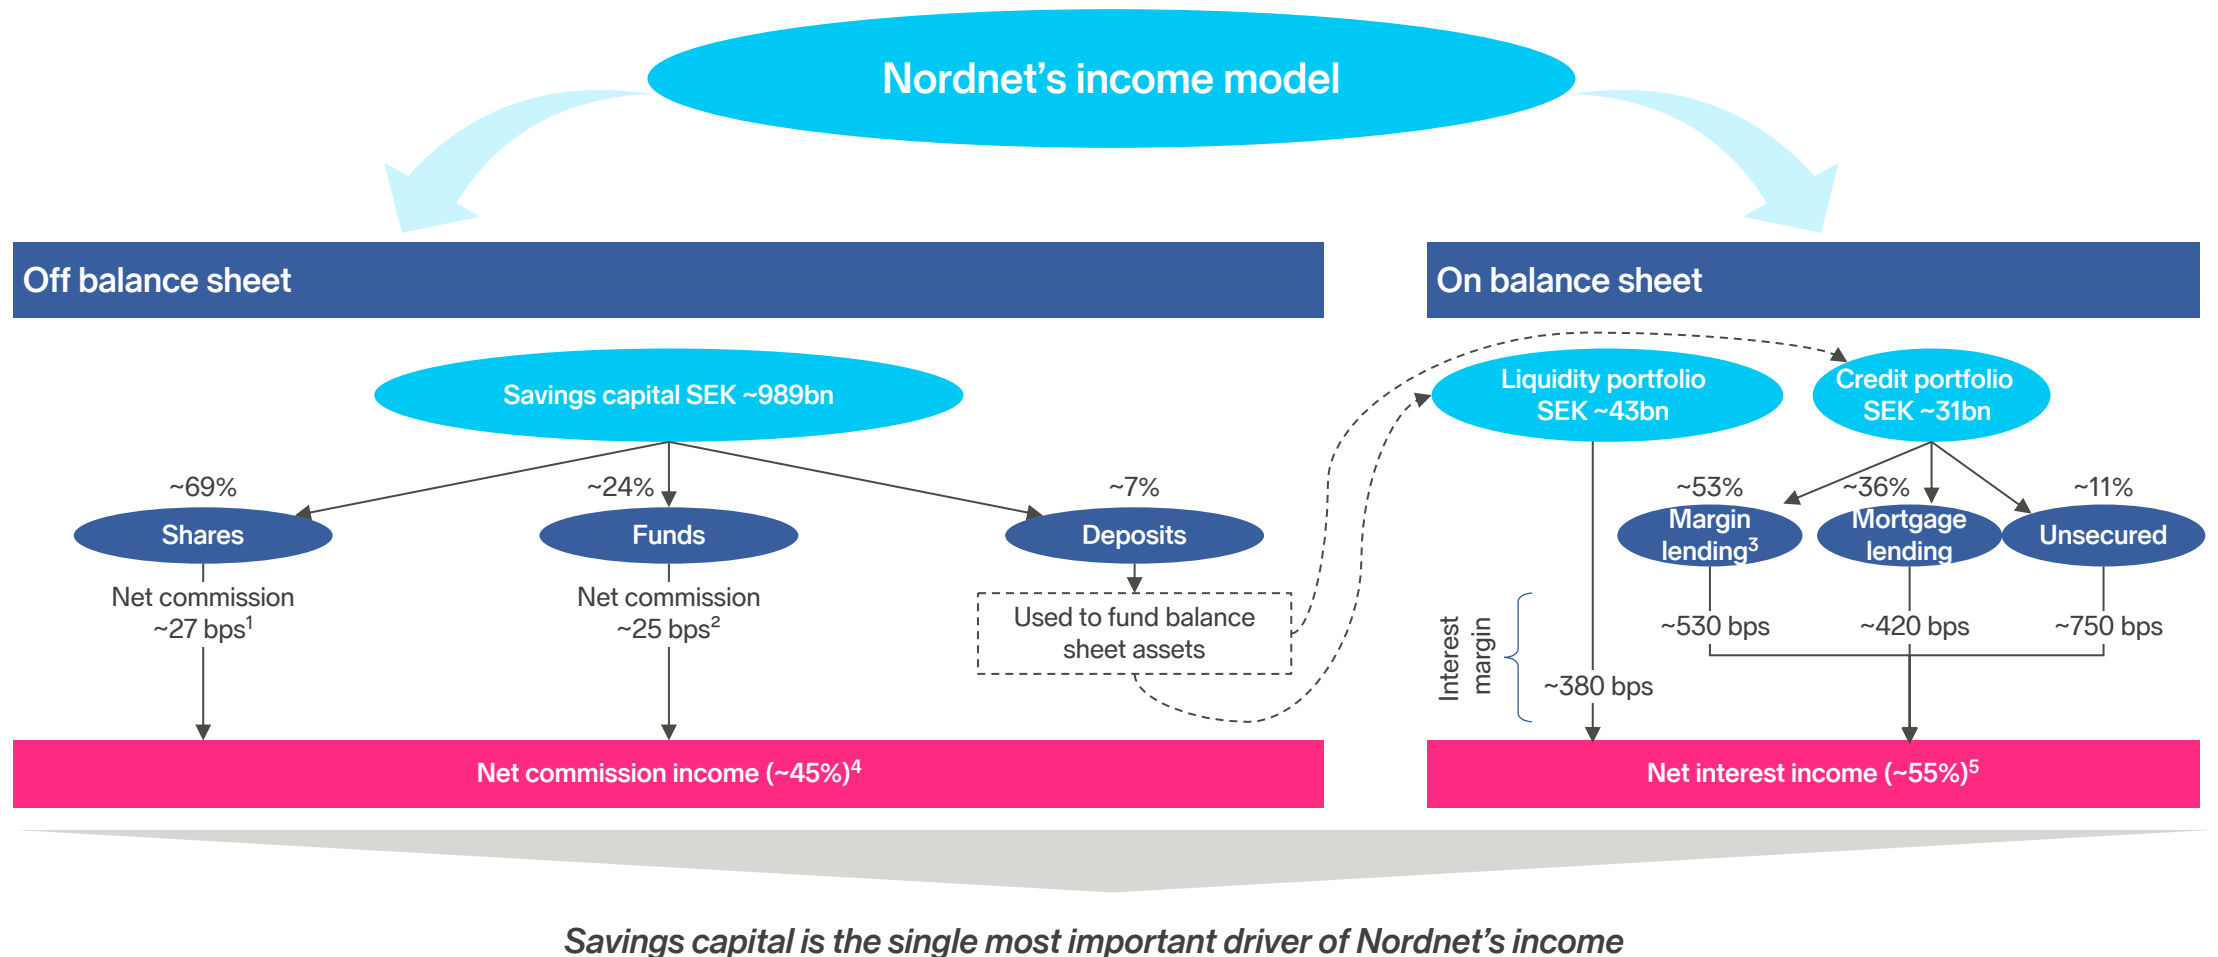 Nordnet's income model
Off balance sheet
On balance sheet
Savings capital SEK ~989bn
Liquidity portfolio
SEK ~43bn
Credit portfolio
SEK ~31bn
~69%
~24%
~7%
~53%
~36%
~11%
Shares
Funds
Deposits
Margin
lending³
Mortgage
lending
Unsecured
Net commission
~27 bps¹
Net commission
~25 bps²
Used to fund balance
sheet assets
Interest
margin
~380 bps
~530 bps
~420 bps
~750 bps
Net commission income (~45%)⁴
Net interest income (~55%)⁵
Savings capital is the single most important driver of Nordnet's income